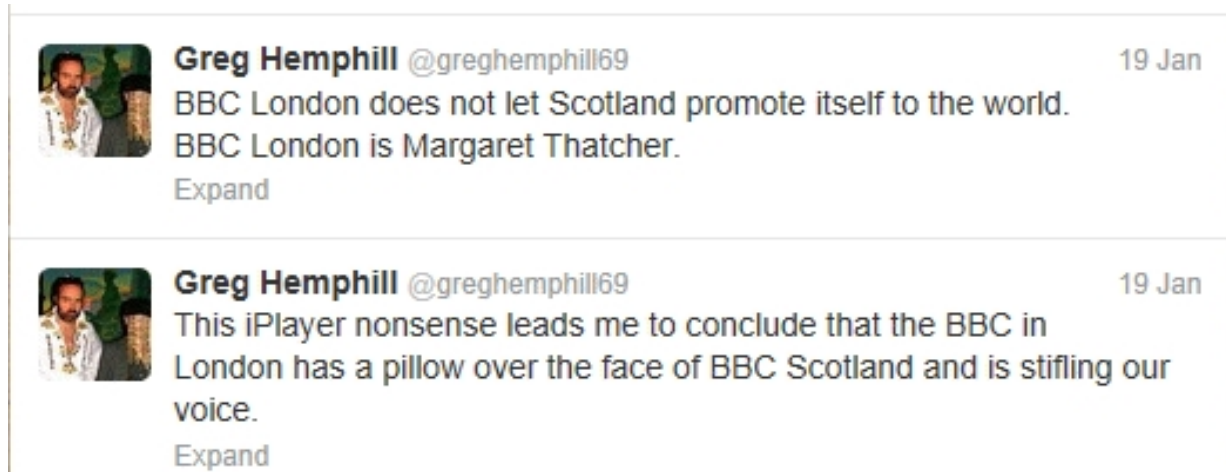 Greg Hemphill @greghemphill69 19 Jan
BBC London does not let Scotland promote itself to the world.
BBC London is Margaret Thatcher.
Expand
Greg Hemphill @greghemphill69 19 Jan
This iPlayer nonsense leads me to conclude that the BBC in
London has a pillow over the face of BBC Scotland and is stifling our
voice.
Expand